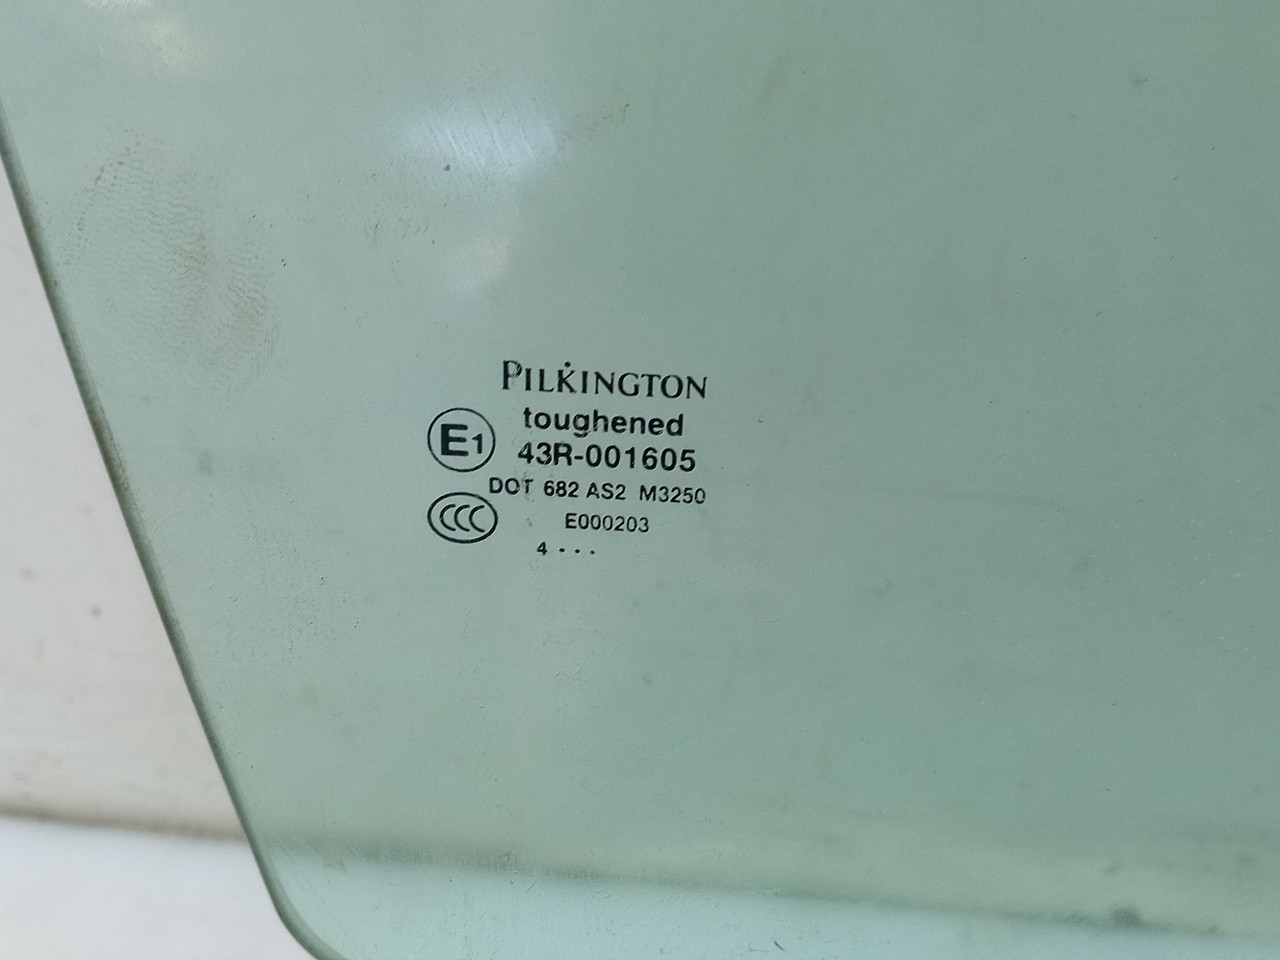 PILKINGTON
toughened
E1
43R-001605
DOT 682 AS2 M3250
CCC
E000203
4 · · ·